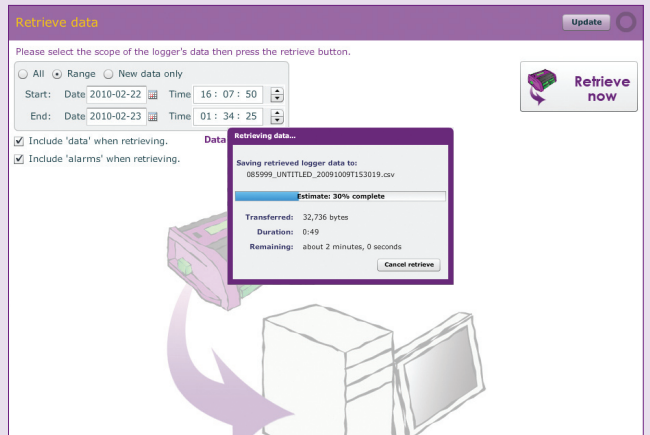 Retrieve data
Update
Please select the scope of the logger's data then press the retrieve button.
All Range New data only
Start: Date 2010-02-22 Time 16 : 07 : 50
End: Date 2010-02-23 Time 01 : 34 : 25
Retrieve
now
Include 'data' when retrieving.
Data
Include 'alarms' when retrieving.
Retrieving data...
Saving retrieved logger data to:
085999_UNTITLED_20091009T153019.csv
Estimate: 30% complete
Transferred: 32,736 bytes
Duration: 0:49
Remaining: about 2 minutes, 0 seconds
Cancel retrieve